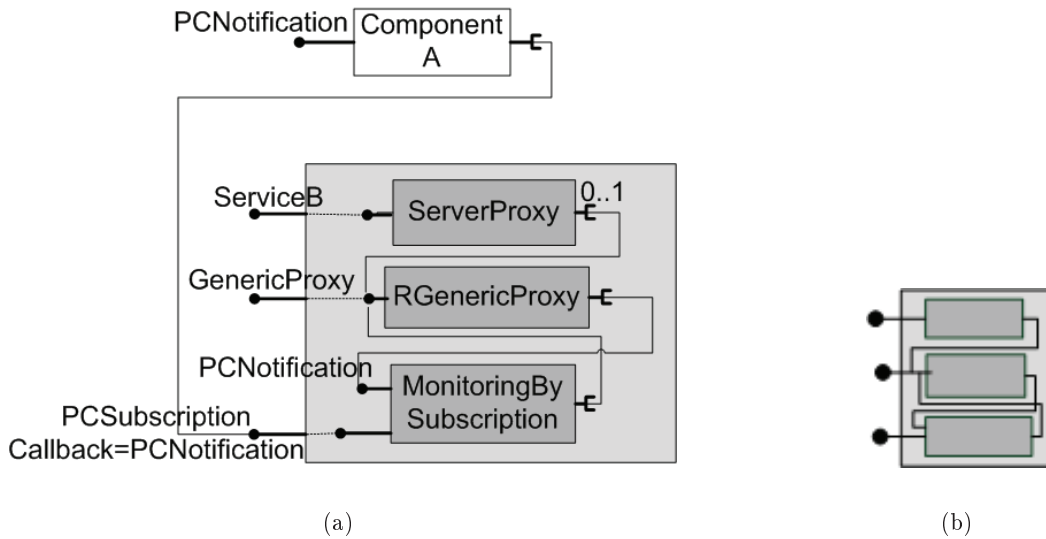 PCNotification
Component
A
ServiceB
0..1
ServerProxy
GenericProxy
RGenericProxy
PCNotification
MonitoringBy
Subscription
PCSubscription
Callback=PCNotification
(a)
(b)